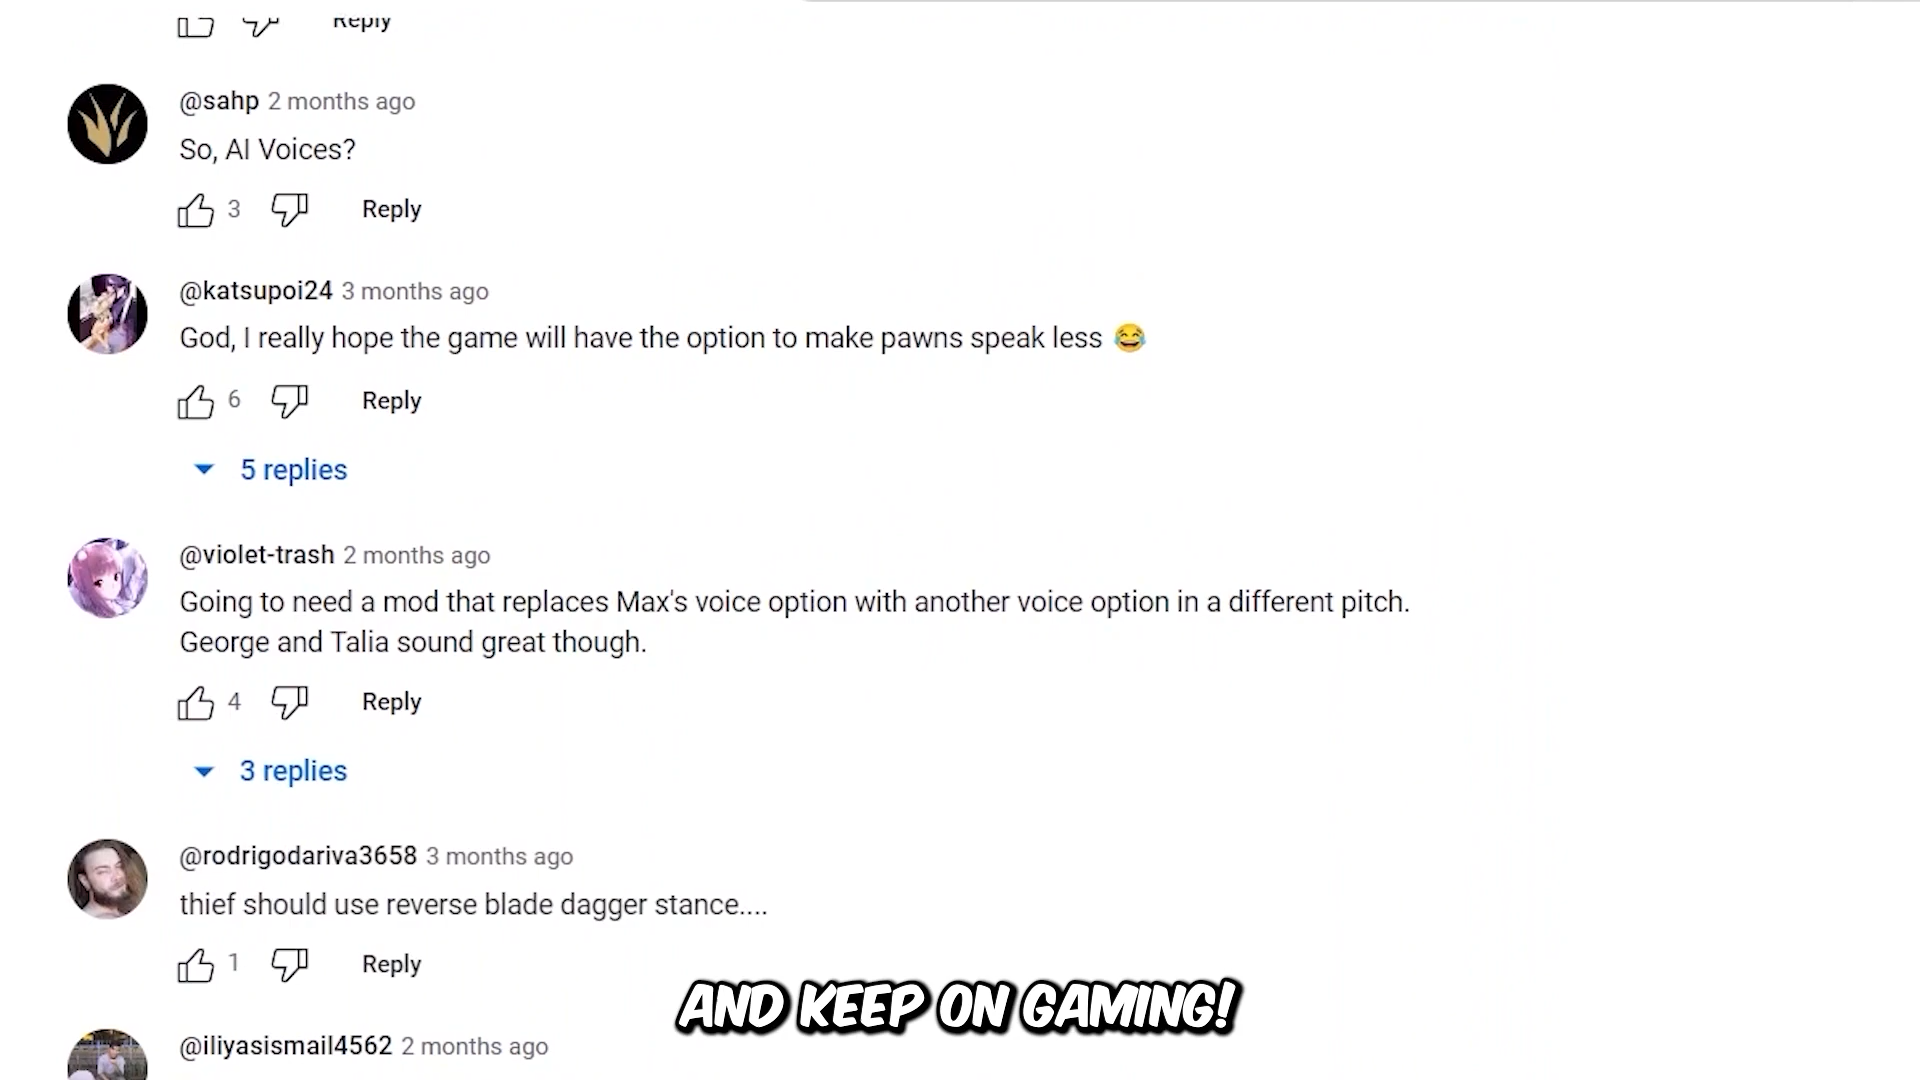 Reply
@sahp 2 months ago
So, AI Voices?
3 Reply
@katsupoi24 3 months ago
God, I really hope the game will have the option to make pawns speak less 😂
6 Reply
5 replies
@violet-trash 2 months ago
Going to need a mod that replaces Max's voice option with another voice option in a different pitch.
George and Talia sound great though.
4 Reply
3 replies
@rodrigodariva3658 3 months ago
thief should use reverse blade dagger stance....
1 Reply
AND KEEP ON GAMING!
@iliyasismail4562 2 months ago